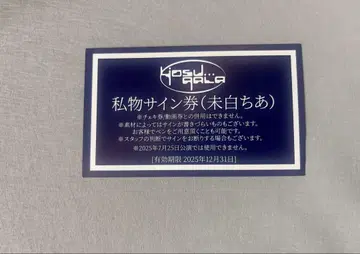 kiosu...
gala
私物サイン券(未白ちあ)
※チェキ券/動画券との併用はできません。
※素材によってはサインが書きづらいものもございます。
お客様でペンをご用意頂くことも可能です。
※スタッフの判断でサインをお断りする場合もございます。
※2025年7月25日公演では使用できません。
[有効期限 2025年12月31日]